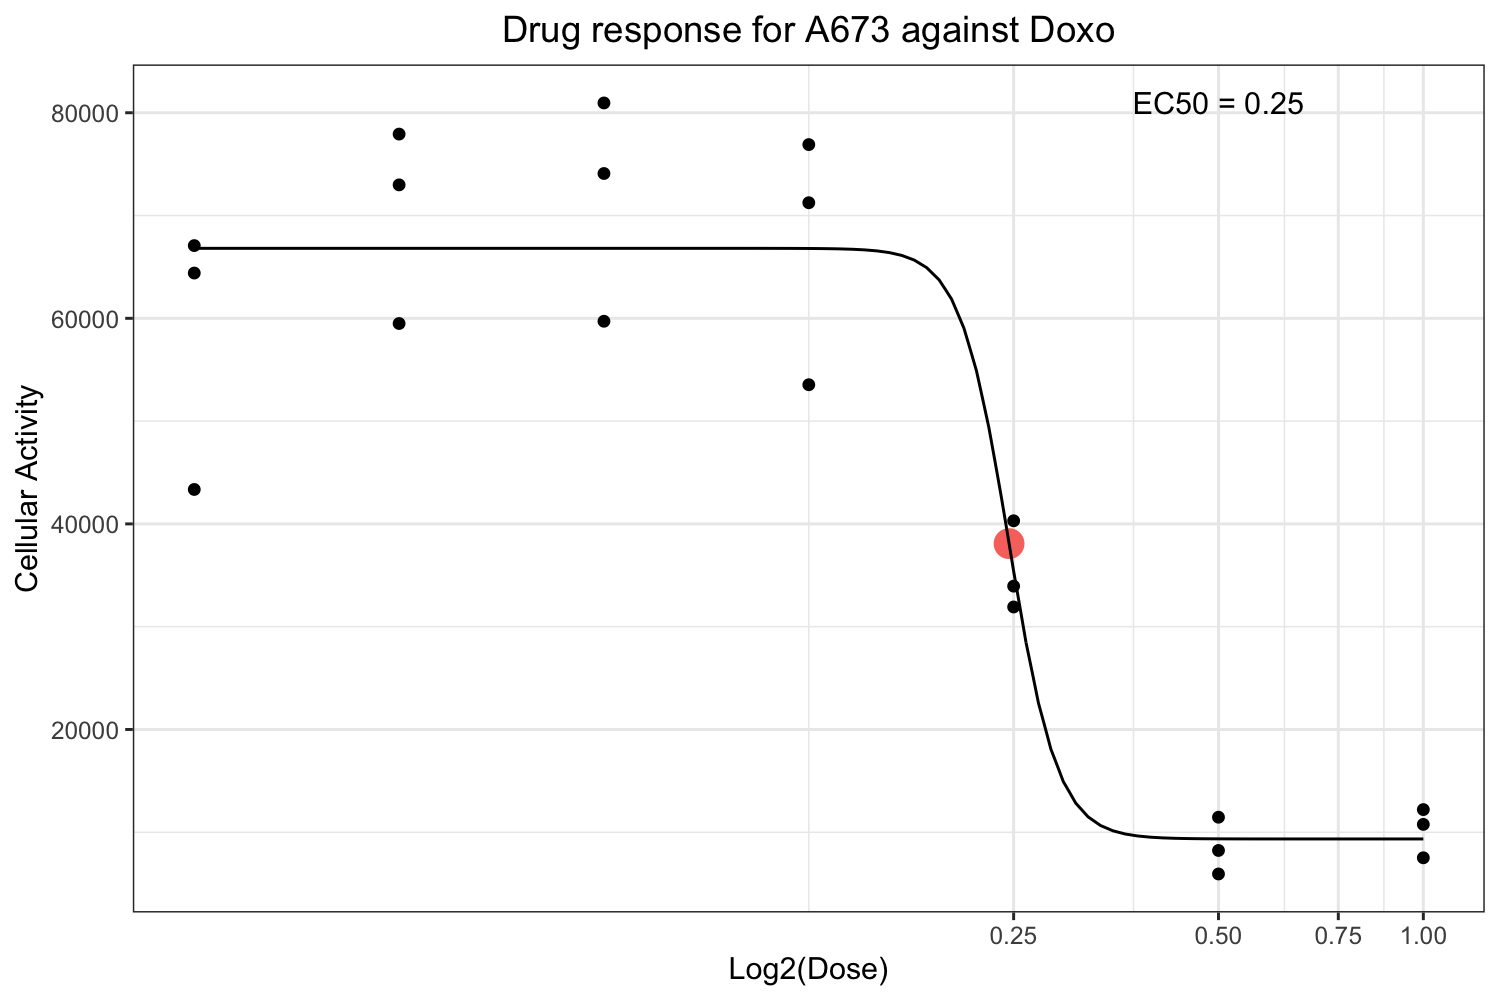 Drug response for A673 against Doxo
EC50 = 0.25
80000
60000
40000
20000
Cellular Activity
0.25 0.50 0.75 1.00
Log2(Dose)